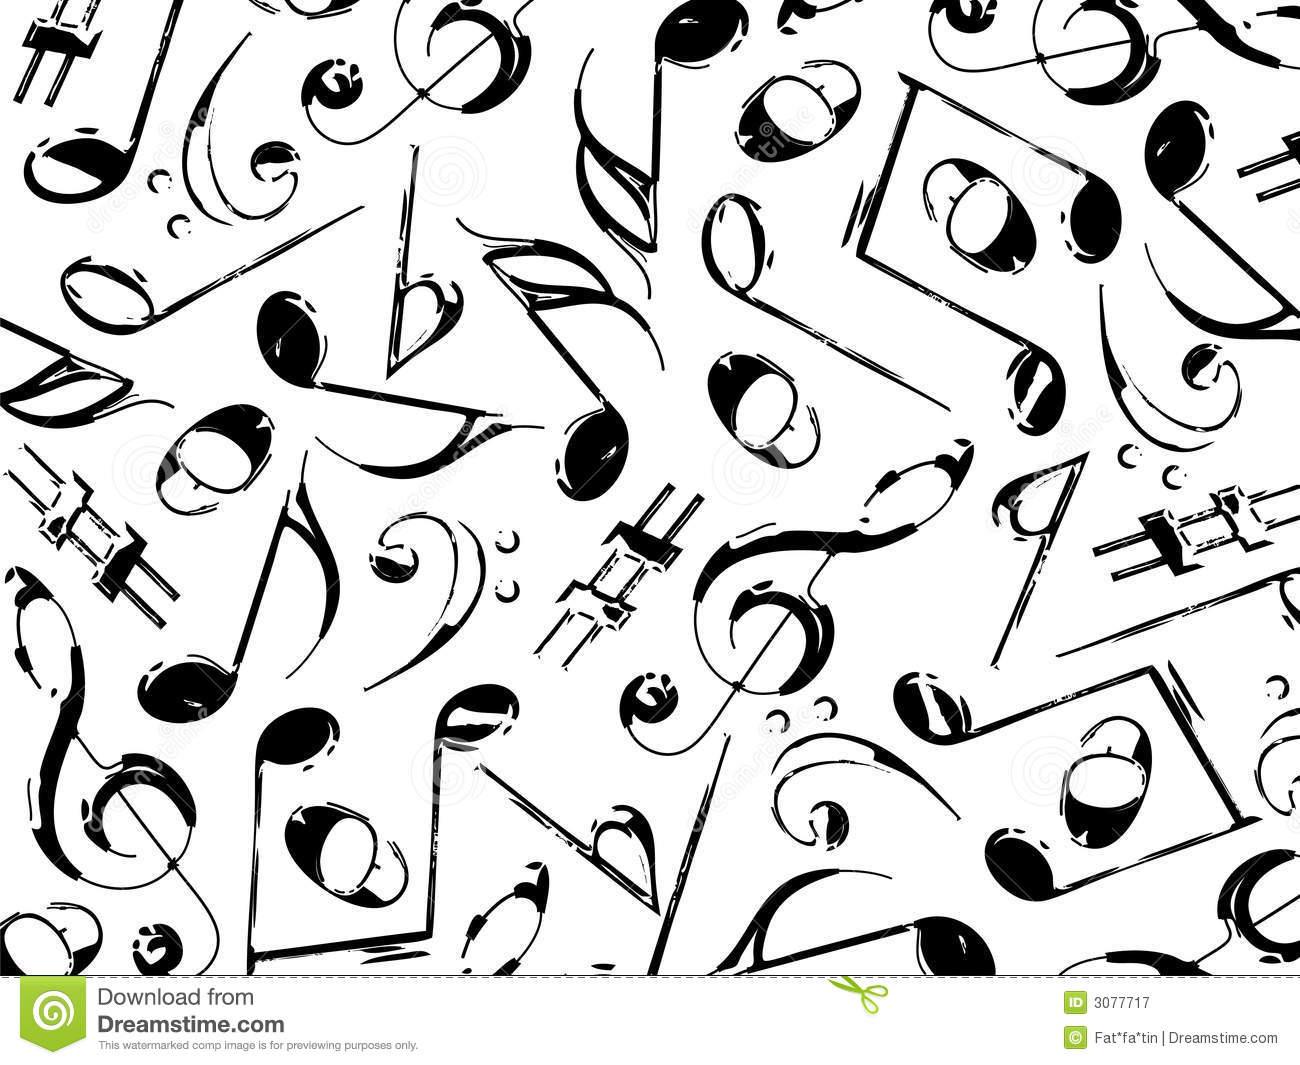 Download from
Dreamstime.com
This watermarked comp image is for previewing purposes only.
ID 3077717
© Fat*fa*tin | Dreamstime.com